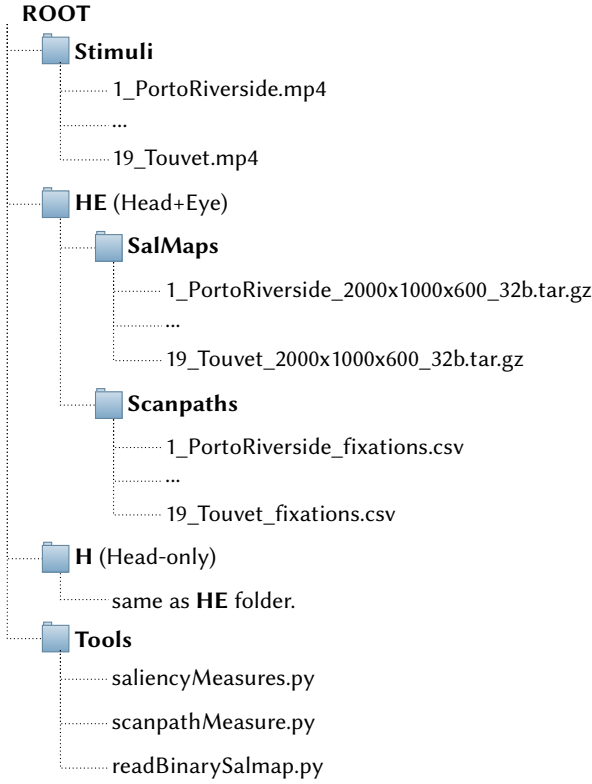 ROOT
Stimuli
1_PortoRiverside.mp4
...
19_Touvet.mp4
HE (Head+Eye)
SalMaps
1_PortoRiverside_2000x1000x600_32b.tar.gz
...
19_Touvet_2000x1000x600_32b.tar.gz
Scanpaths
1_PortoRiverside_fixations.csv
...
19_Touvet_fixations.csv
H (Head-only)
same as HE folder.
Tools
saliencyMeasures.py
scanpathMeasure.py
readBinarySalmap.py